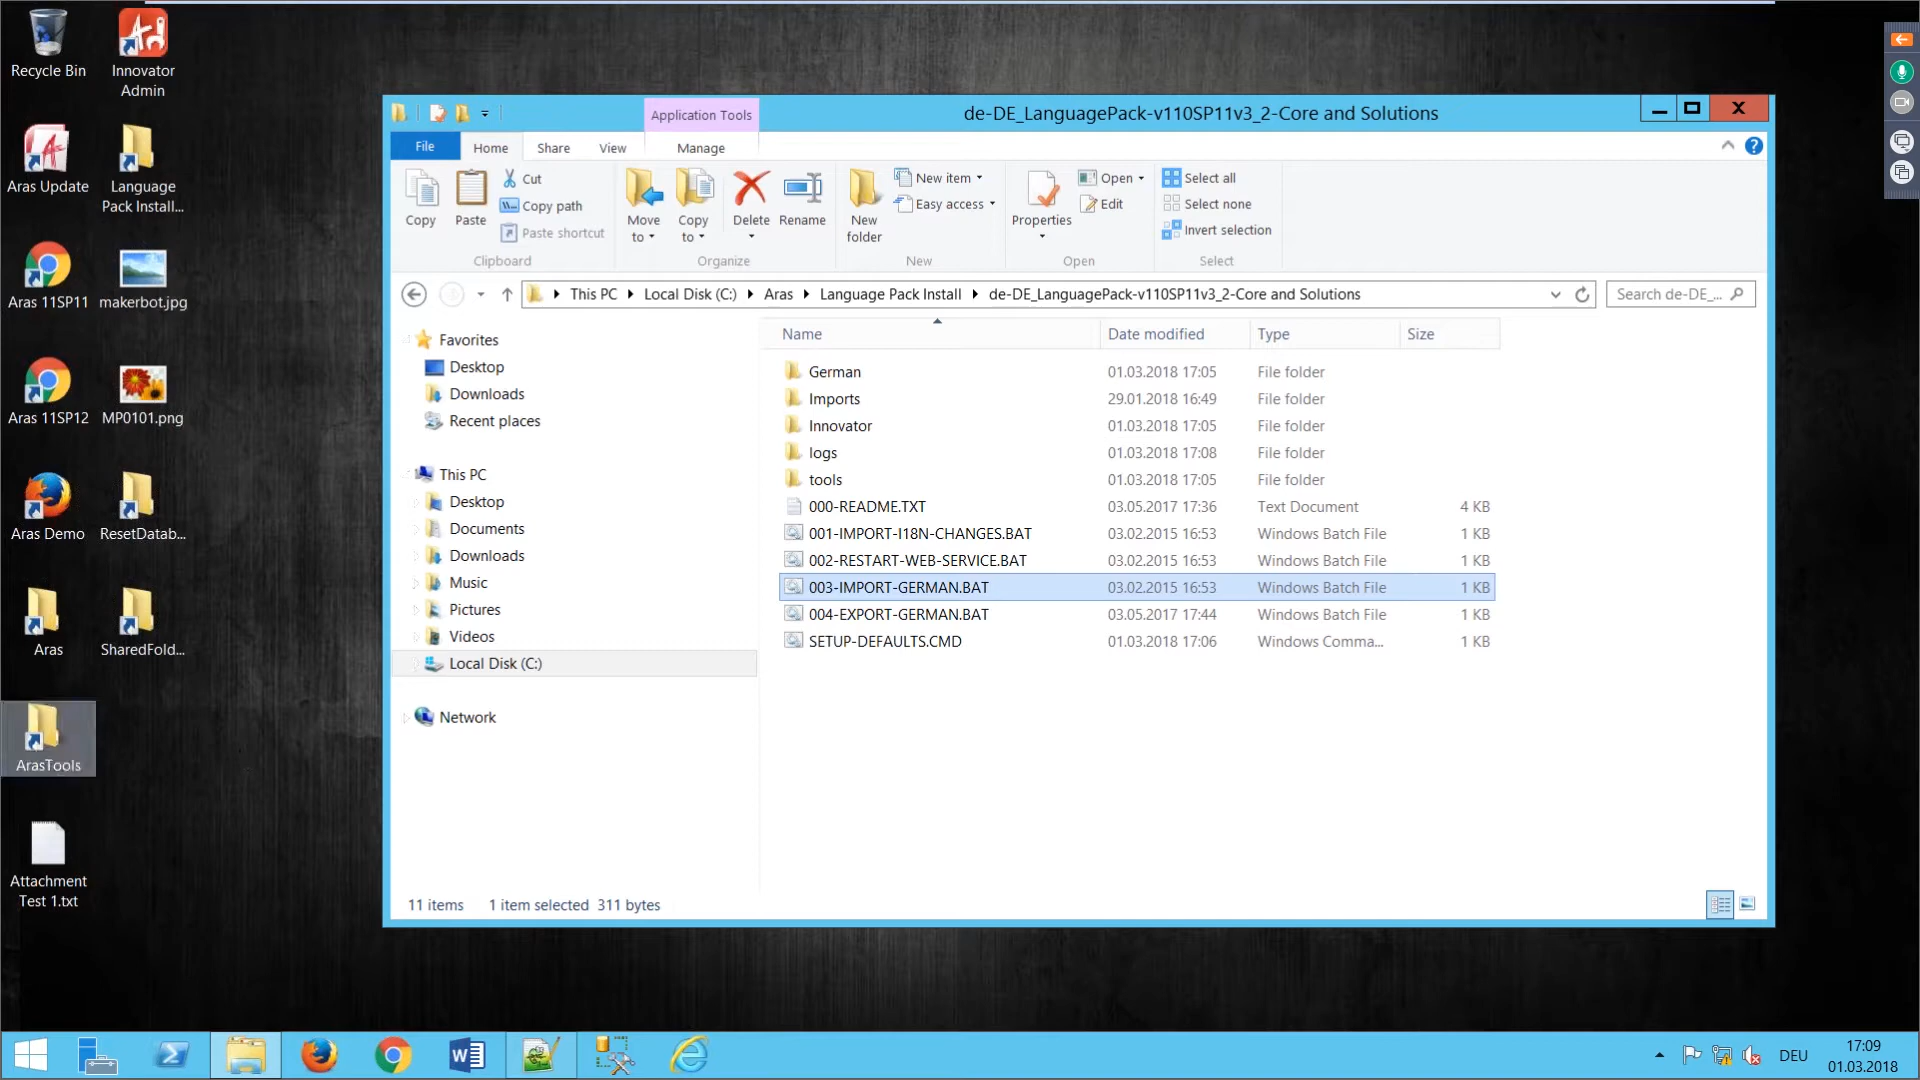 Recycle Bin
Innovator
Admin
Aras Update
Language
Pack Install...
Aras 11SP11
makerbot.jpg
Aras 11SP12
MP0101.png
Aras Demo
ResetDatab...
Aras
SharedFold...
ArasTools
Attachment
Test 1.txt
Application Tools
de-DE_LanguagePack-v110SP11v3_2-Core and Solutions
File
Home
Share
View
Manage
Copy
Paste
Cut
Copy path
Paste shortcut
Clipboard
Move
to
Copy
to
Delete
Rename
Organize
New
folder
New item
Easy access
New
Properties
Open
Edit
Open
Select all
Select none
Invert selection
Select
This PC
Local Disk (C:)
Aras
Language Pack Install
de-DE_LanguagePack-v110SP11v3_2-Core and Solutions
Search de-DE_...
Favorites
Desktop
Downloads
Recent places
This PC
Desktop
Documents
Downloads
Music
Pictures
Videos
Local Disk (C:)
Network
Name Date modified Type Size
German 01.03.2018 17:05 File folder
Imports 29.01.2018 16:49 File folder
Innovator 01.03.2018 17:05 File folder
logs 01.03.2018 17:08 File folder
tools 01.03.2018 17:05 File folder
000-README.TXT 03.05.2017 17:36 Text Document 4 KB
001-IMPORT-I18N-CHANGES.BAT 03.02.2015 16:53 Windows Batch File 1 KB
002-RESTART-WEB-SERVICE.BAT 03.02.2015 16:53 Windows Batch File 1 KB
003-IMPORT-GERMAN.BAT 03.02.2015 16:53 Windows Batch File 1 KB
004-EXPORT-GERMAN.BAT 03.05.2017 17:44 Windows Batch File 1 KB
SETUP-DEFAULTS.CMD 01.03.2018 17:06 Windows Comma... 1 KB
11 items 1 item selected 311 bytes
DEU
17:09
01.03.2018